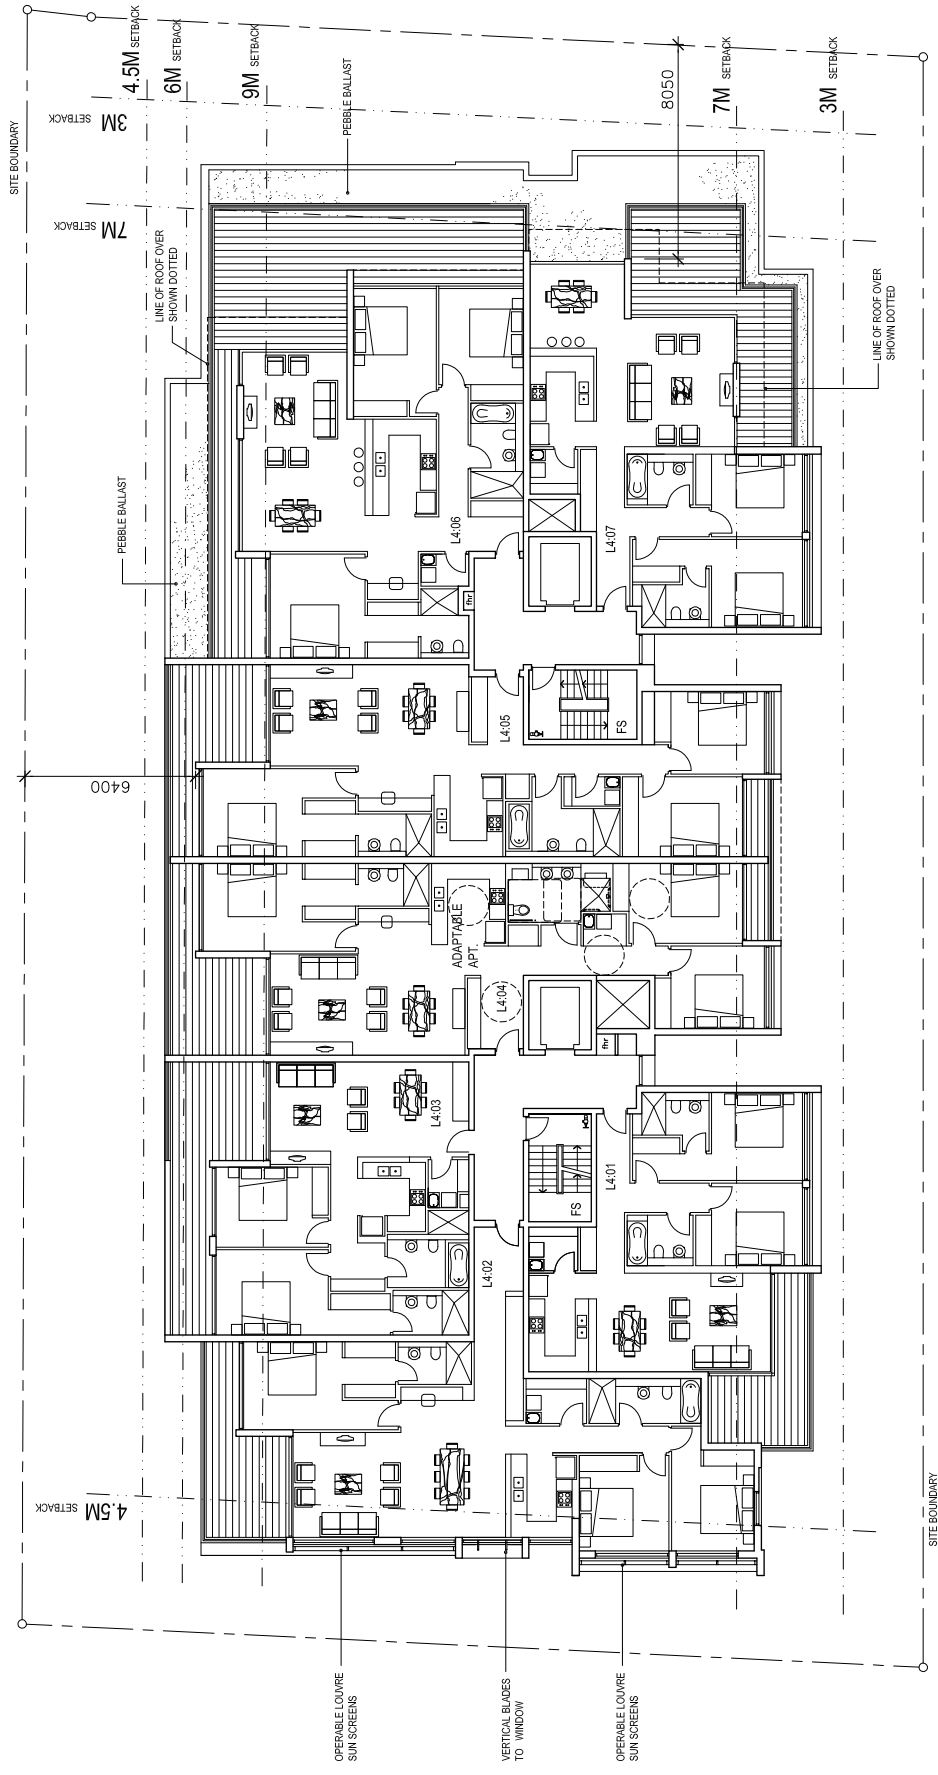 SITE BOUNDARY
4.5M SETBACK
6M SETBACK
9M SETBACK
3M SETBACK
7M SETBACK
PEBBLE BALLAST
8050
7M SETBACK
3M SETBACK
LINE OF ROOF OVER
SHOWN DOTTED
PEBBLE BALLAST
LINE OF ROOF OVER
SHOWN DOTTED
L4:06
L4:07
fhr
L4:05
FS
6400
ADAPTABLE
APT.
L4:04
fhr
L4:03
L4:01
FS
L4:02
4.5M SETBACK
SITE BOUNDARY
OPERABLE LOUVRE
SUN SCREENS
VERTICAL BLADES
TO WINDOW
OPERABLE LOUVRE
SUN SCREENS